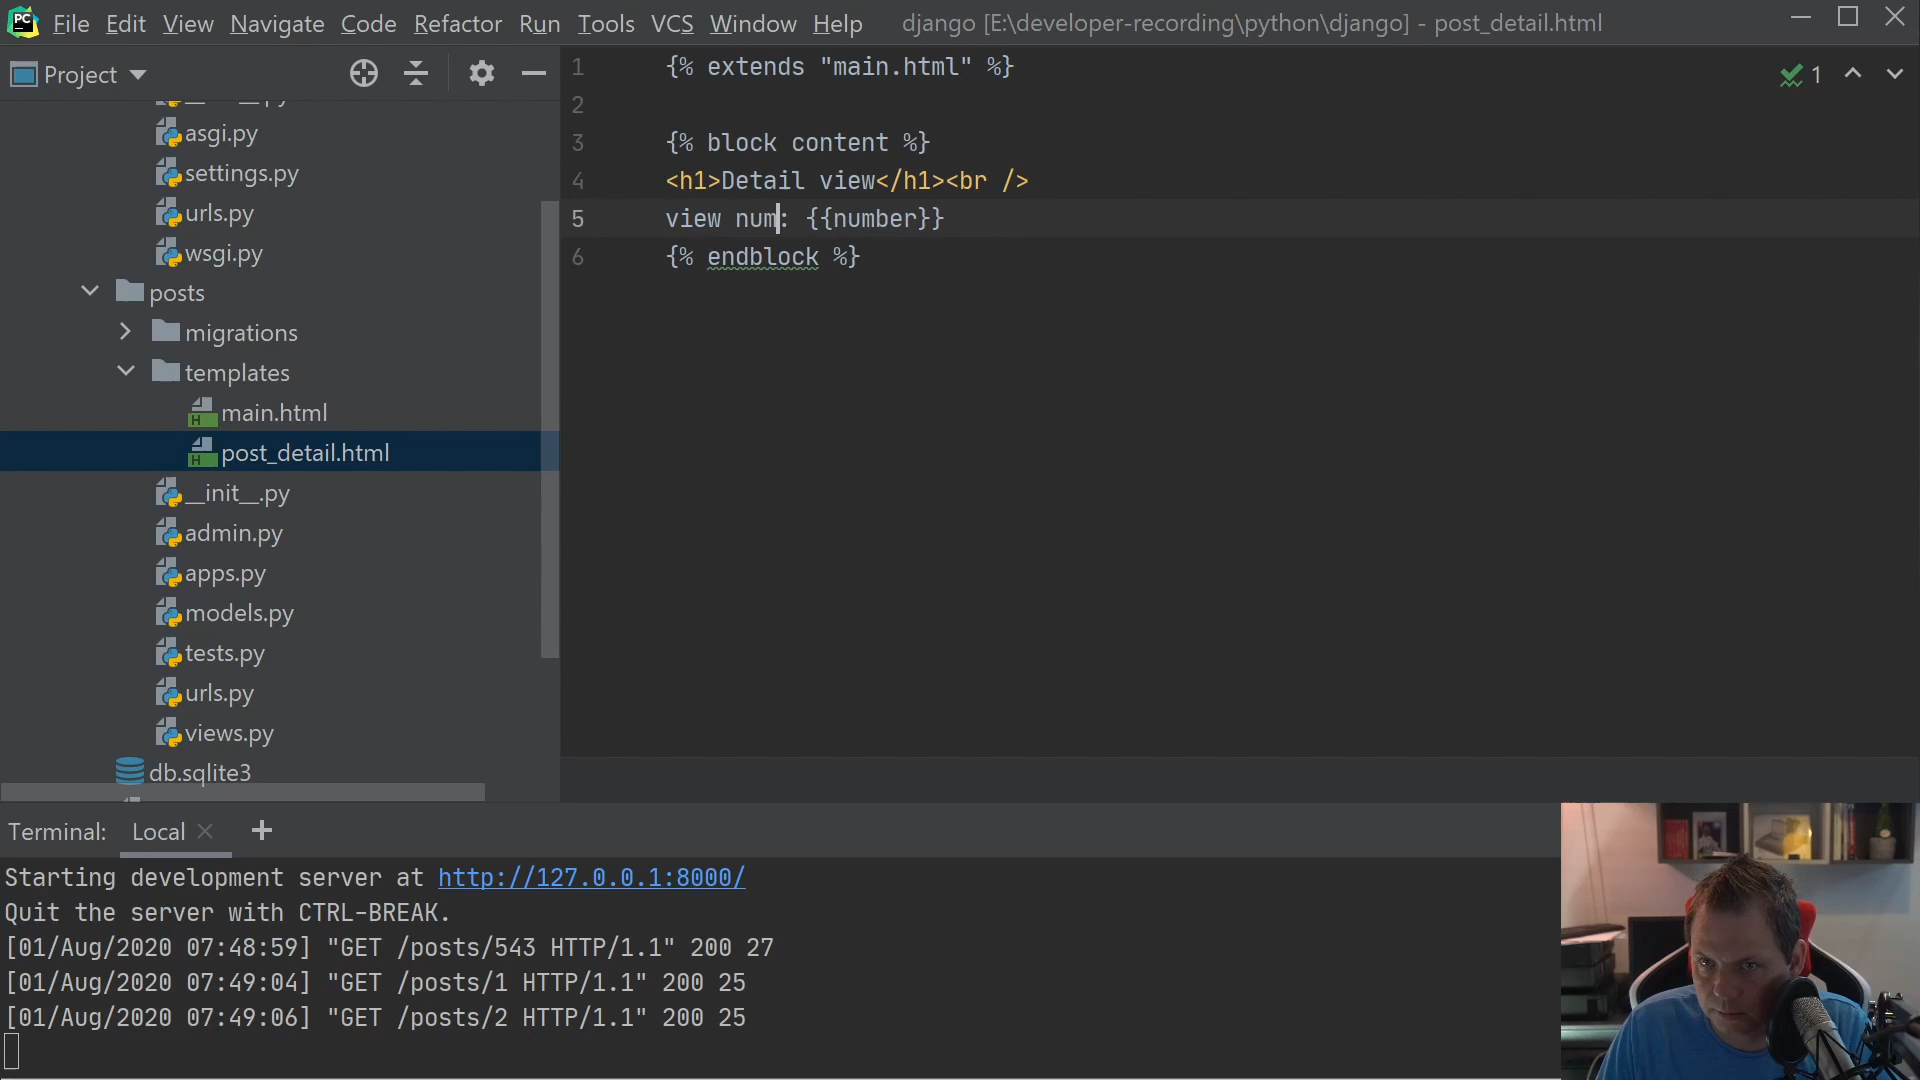 PC File Edit View Navigate Code Refactor Run Tools VCS Window Help django [E:\developer-recording\python\django] - post_detail.html
Project
asgi.py
settings.py
urls.py
wsgi.py
posts
migrations
templates
main.html
post_detail.html
__init__.py
admin.py
apps.py
models.py
tests.py
urls.py
views.py
db.sqlite3
1 {% extends "main.html" %}
2
3 {% block content %}
4 <h1>Detail view</h1><br />
5 view num: {{number}}
6 {% endblock %}
1
Terminal: Local
Starting development server at http://127.0.0.1:8000/
Quit the server with CTRL-BREAK.
[01/Aug/2020 07:48:59] "GET /posts/543 HTTP/1.1" 200 27
[01/Aug/2020 07:49:04] "GET /posts/1 HTTP/1.1" 200 25
[01/Aug/2020 07:49:06] "GET /posts/2 HTTP/1.1" 200 25